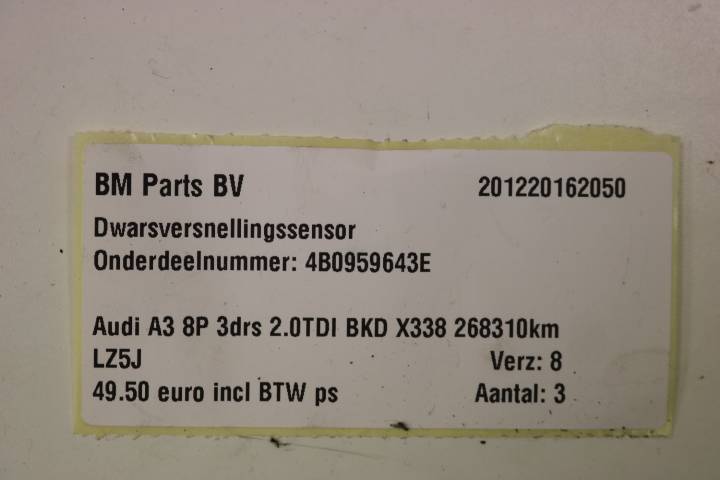 BM Parts BV 201220162050
Dwarsversnellingssensor
Onderdeelnummer: 4B0959643E
Audi A3 8P 3drs 2.0TDI BKD X338 268310km
LZ5J Verz: 8
49.50 euro incl BTW ps Aantal: 3